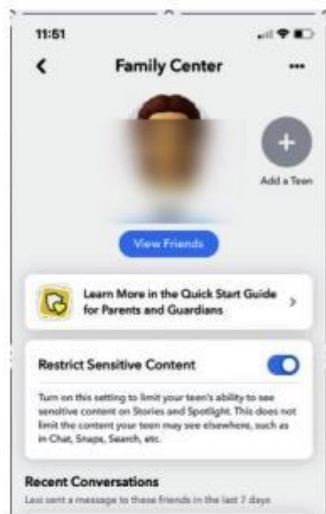 11:51
Family Center
Add a Teen
View Friends
Learn More in the Quick Start Guide
for Parents and Guardians
Restrict Sensitive Content
Turn on this setting to limit your teen's ability to see
sensitive content on Stories and Spotlight. This does not
limit the content your teen may see elsewhere, such as
in Chat, Snaps, Search, etc.
Recent Conversations
Last sent a message to these friends in the last 7 days